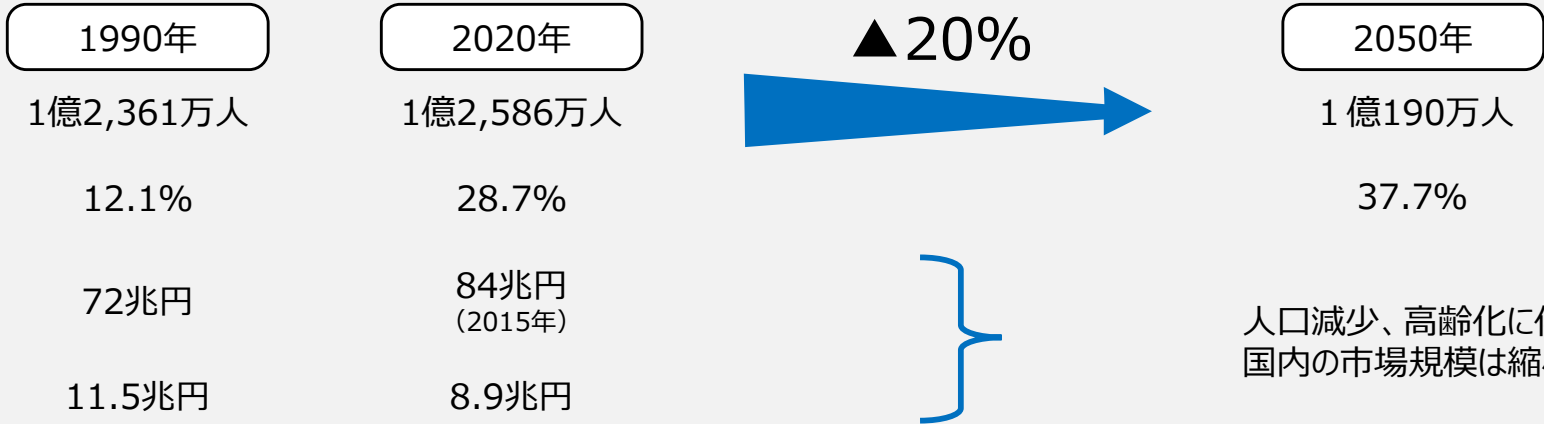 1990年
2020年
▲20%
2050年
1億2,361万人
1億2,586万人
１億190万人
12.1%
28.7%
37.7%
72兆円
84兆円
（2015年）
人口減少、高齢化に
国内の市場規模は縮
11.5兆円
8.9兆円